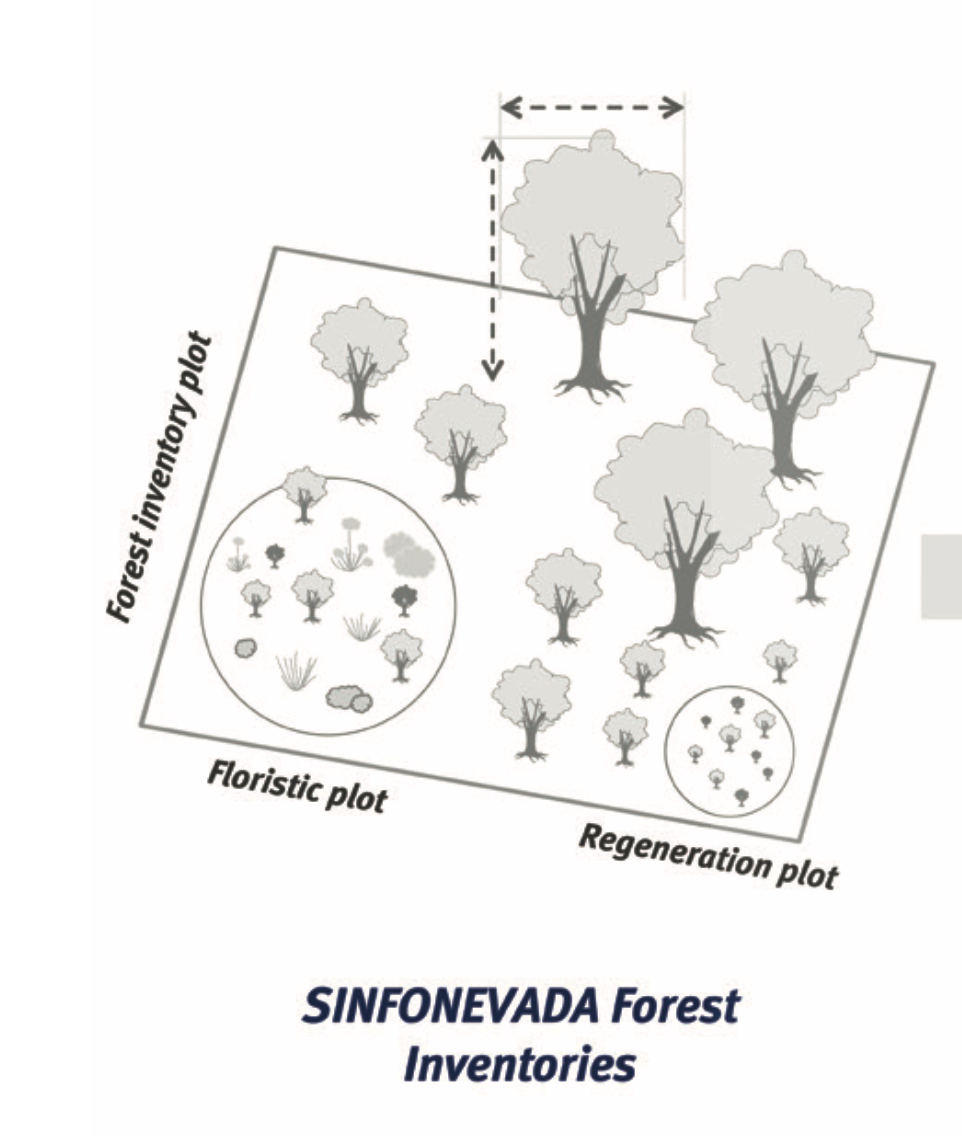 Forest inventory plot
Floristic plot
Regeneration plot
SINFONEVADA Forest
Inventories